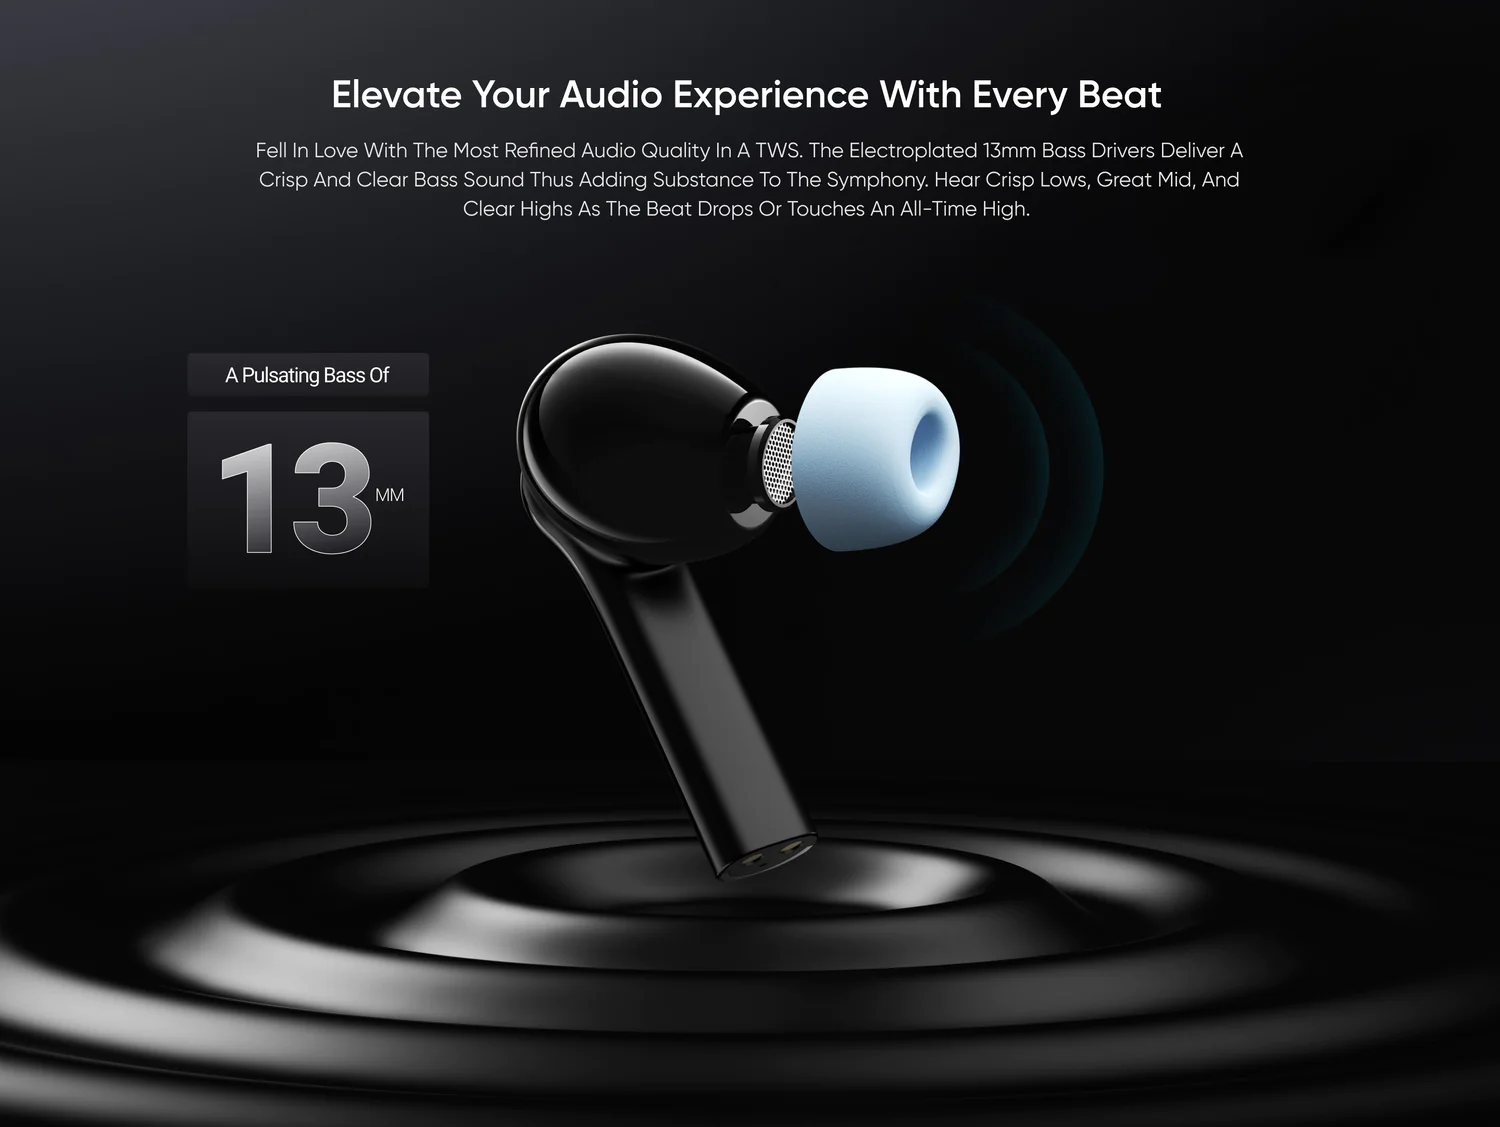 Elevate Your Audio Experience With Every Beat
Fell In Love With The Most Refined Audio Quality In A TWS. The Electroplated 13mm Bass Drivers Deliver A
Crisp And Clear Bass Sound Thus Adding Substance To The Symphony. Hear Crisp Lows, Great Mid, And
Clear Highs As The Beat Drops Or Touches An All-Time High.
A Pulsating Bass Of
13 MM